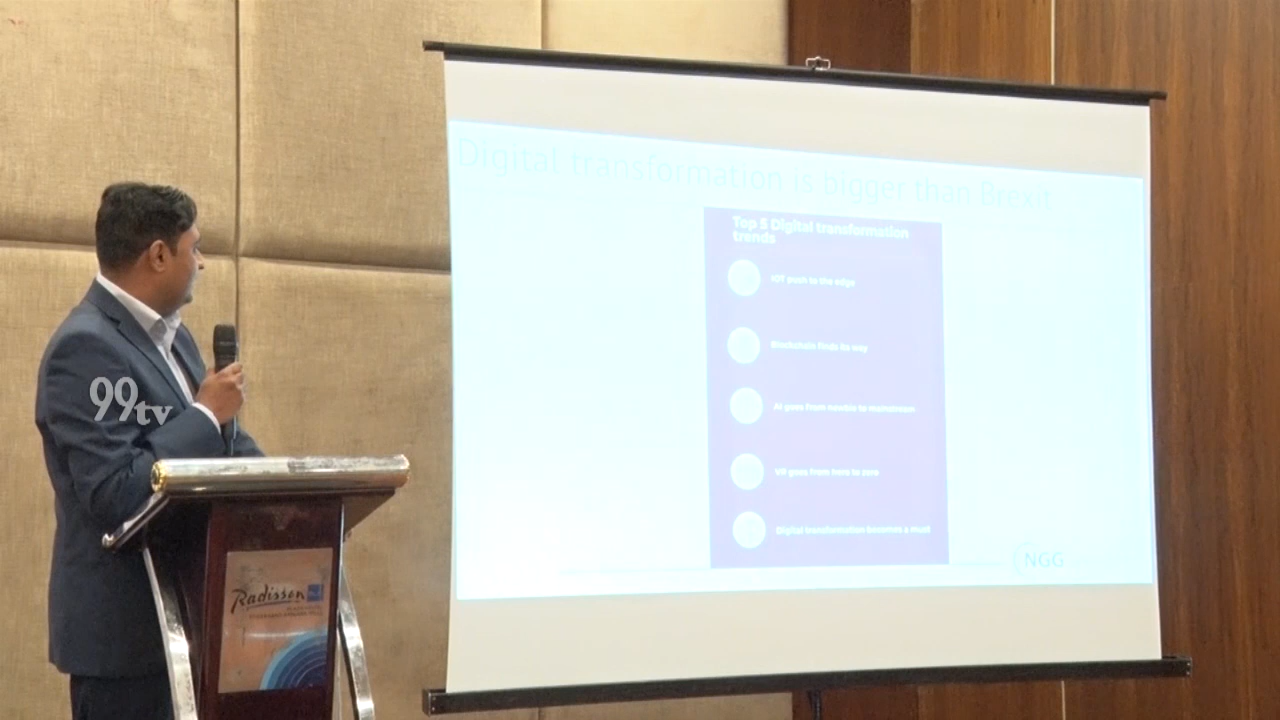 Digital transformation is bigger than Brexit
Top 5 Digital transformation
trends
IOT push to the edge
Blockchain finds its way
AI goes from newbie to mainstream
VR goes from hero to zero
Digital transformation becomes a must
NGG
99tv
Radisson